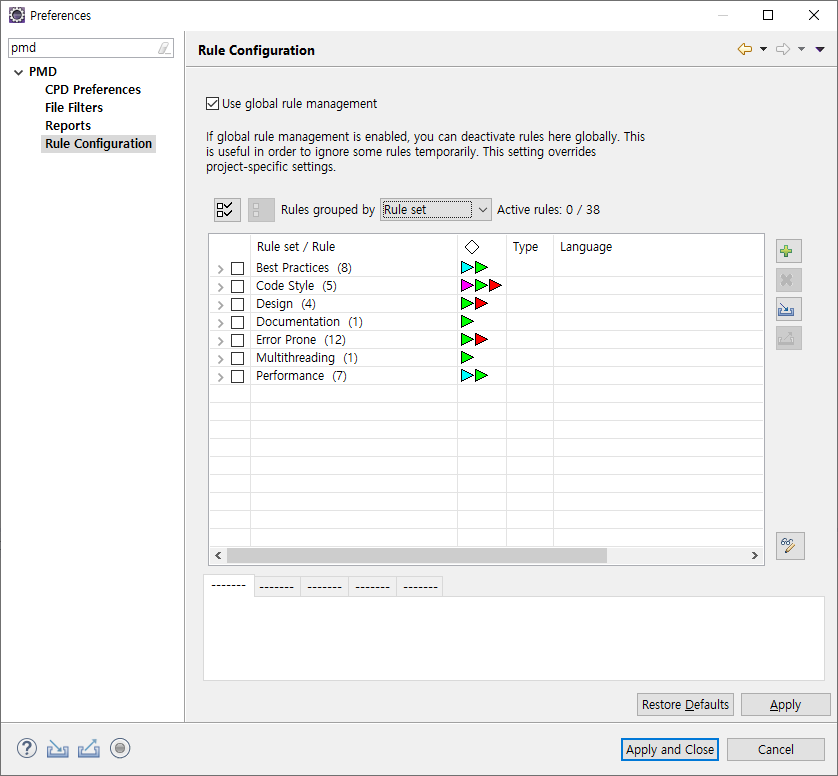 Preferences
pmd
PMD
CPD Preferences
File Filters
Reports
Rule Configuration
Rule Configuration
Use global rule management
If global rule management is enabled, you can deactivate rules here globally. This
is useful in order to ignore some rules temporarily. This setting overrides
project-specific settings.
Rules grouped by Rule set Active rules: 0 / 38
Rule set / Rule Type Language
Best Practices (8)
Code Style (5)
Design (4)
Documentation (1)
Error Prone (12)
Multithreading (1)
Performance (7)
------- ------- ------- ------- -------
Restore Defaults Apply
Apply and Close Cancel